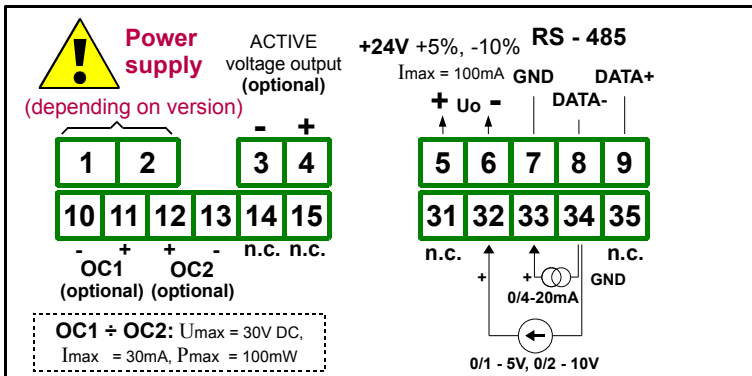 Power supply
(depending on version)
ACTIVE
voltage output
(optional)
- +
+24V +5%, -10%
Imax = 100mA
+ Uo -
RS - 485
GND DATA+
DATA-
1 2 3 4 5 6 7 8 9
10 11 12 13 14 15 31 32 33 34 35
- + + - n.c. n.c.
OC1 OC2
(optional) (optional)
n.c. n.c.
+ + GND
0/4-20mA
0/1 - 5V, 0/2 - 10V
OC1 ÷ OC2: Umax = 30V DC,
Imax = 30mA, Pmax = 100mW